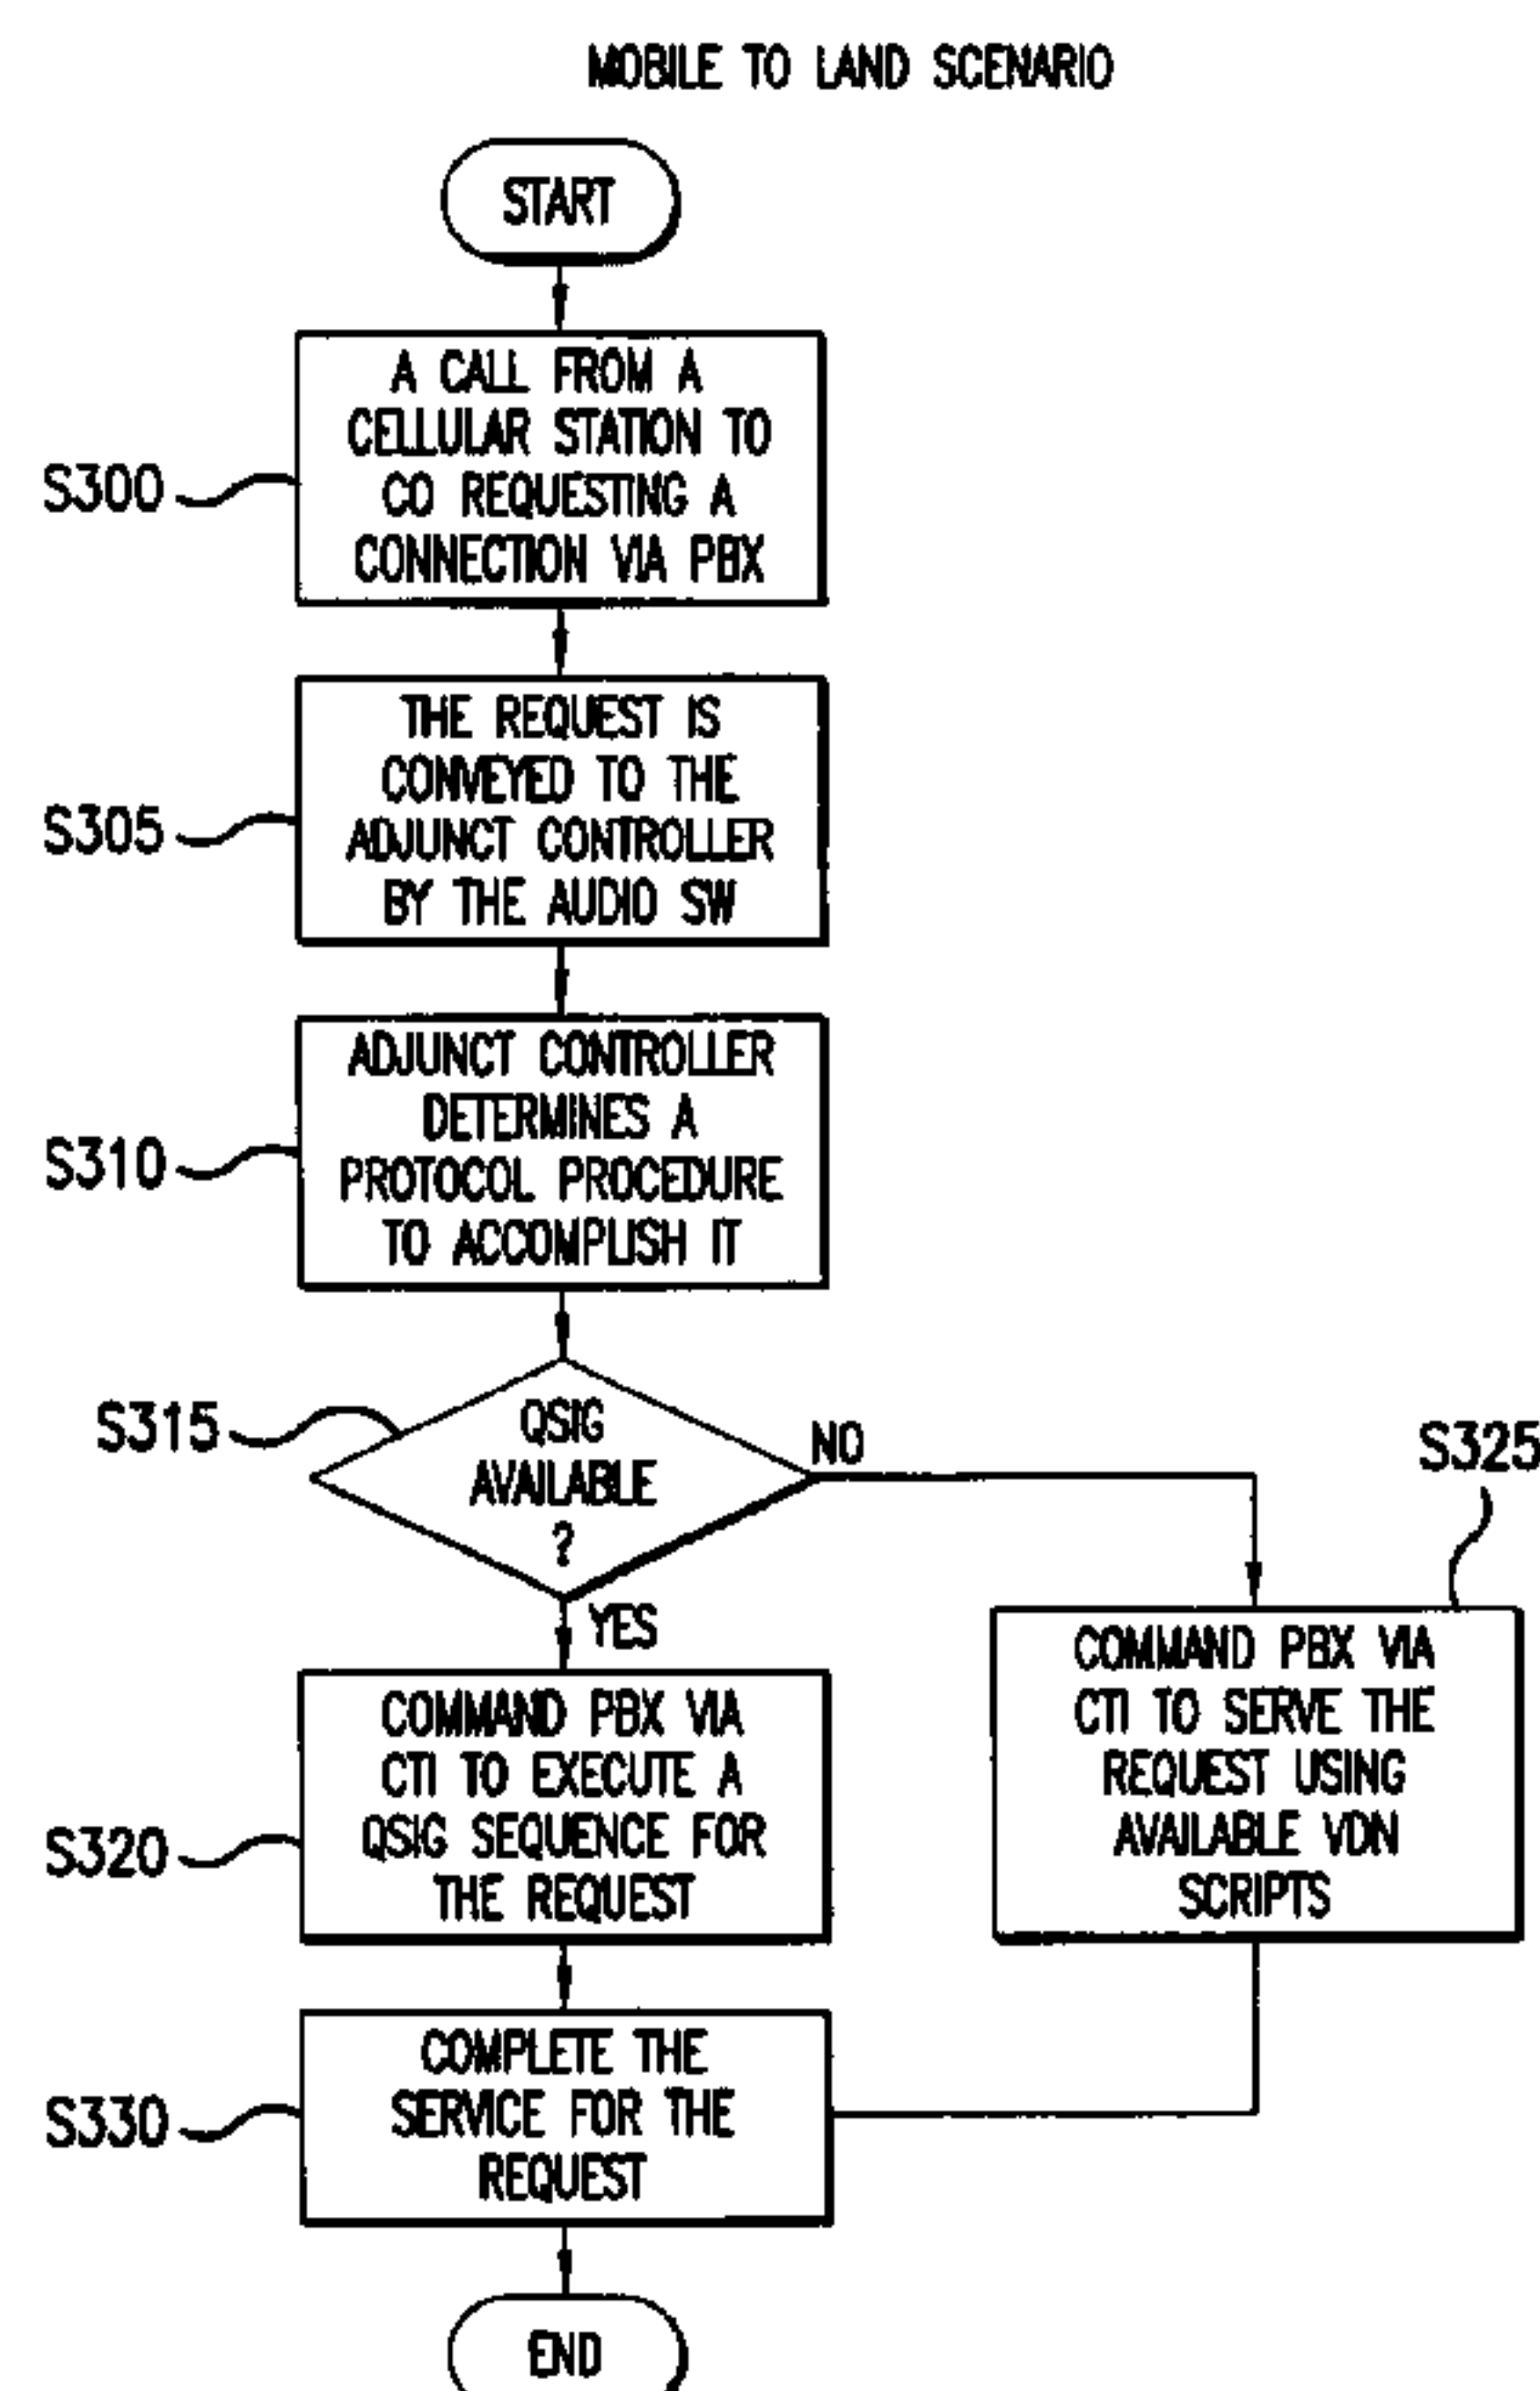 MOBILE TO LAND SCENARIO
START
A CALL FROM A
CELLULAR STATION TO
CO REQUESTING A
CONNECTION VIA PBX
S300
THE REQUEST IS
CONVEYED TO THE
ADJUNCT CONTROLLER
BY THE AUDIO SW
S305
ADJUNCT CONTROLLER
DETERMINES A
PROTOCOL PROCEDURE
TO ACCOMPLISH IT
S310
QSIG
AVAILABLE
?
S315
NO
YES
S325
COMMAND PBX VIA
CTI TO SERVE THE
REQUEST USING
AVAILABLE VDN
SCRIPTS
COMMAND PBX VIA
CTI TO EXECUTE A
QSIG SEQUENCE FOR
THE REQUEST
S320
COMPLETE THE
SERVICE FOR THE
REQUEST
S330
END